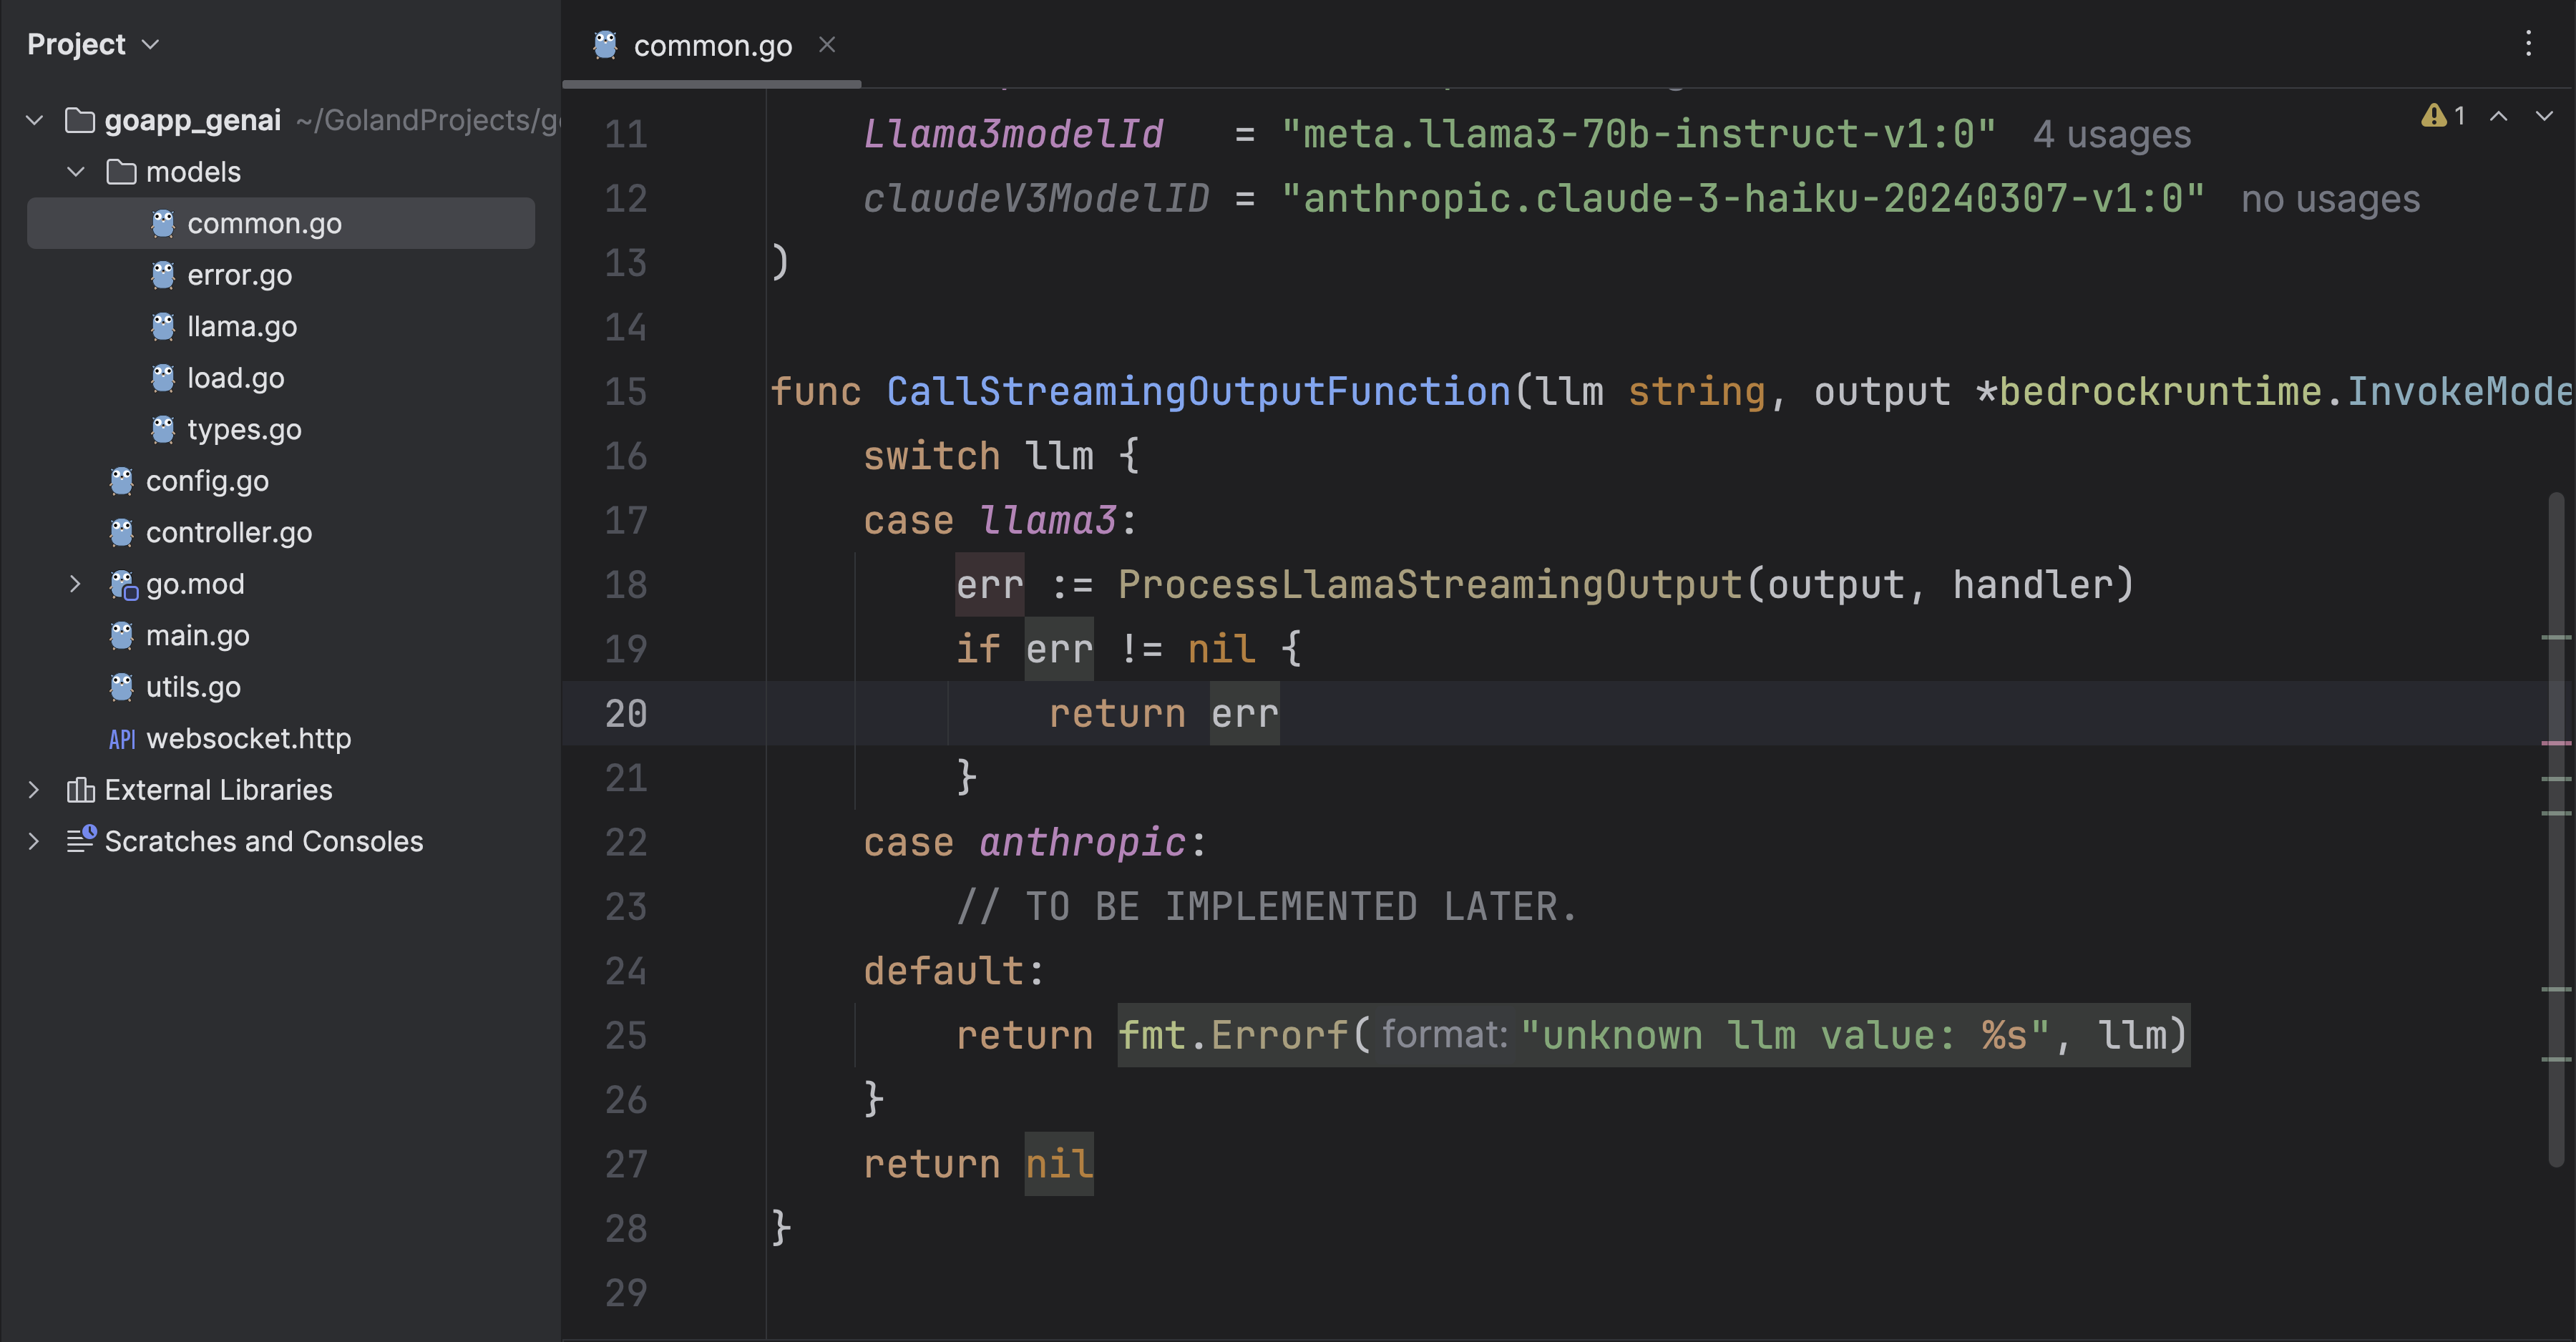 Project
goapp_genai ~/GolandProjects/g
models
common.go
error.go
llama.go
load.go
types.go
config.go
controller.go
go.mod
main.go
utils.go
API websocket.http
External Libraries
Scratches and Consoles
common.go
1
11 Llama3modelId = "meta.llama3-70b-instruct-v1:0" 4 usages
12 claudeV3ModelID = "anthropic.claude-3-haiku-20240307-v1:0" no usages
13 )
14
15 func CallStreamingOutputFunction(llm string, output *bedrockruntime.InvokeMode
16 switch llm {
17 case llama3:
18 err := ProcessLlamaStreamingOutput(output, handler)
19 if err != nil {
20 return err
21 }
22 case anthropic:
23 // TO BE IMPLEMENTED LATER.
24 default:
25 return fmt.Errorf( format: "unknown llm value: %s", llm)
26 }
27 return nil
28 }
29